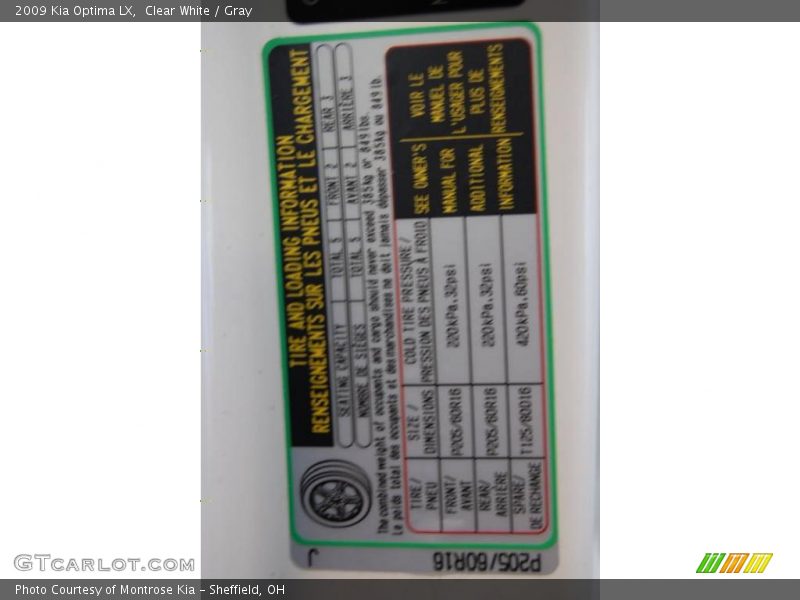 2009 Kia Optima LX,  Clear White / Gray
TIRE AND LOADING INFORMATION
RENSEIGNEMENTS SUR LES PNEUS ET LE CHARGEMENT
SEATING CAPACITY TOTAL 5 FRONT 2 REAR 3
NOMBRE DE SIÈGES TOTAL 5 AVANT 2 ARRIÈRE 3
The combined weight of occupants and cargo should never exceed 385kg or 849 lbs.
Le poids total des occupants et des marchandises ne doit jamais dépasser 385kg ou 849 lb.
TIRE/ PNEU SIZE / DIMENSIONS COLD TIRE PRESSURE / PRESSION DES PNEUS À FROID
FRONT/ AVANT P205/60R16 220kPa,32psi
REAR/ ARRIÈRE P205/60R16 220kPa,32psi
SPARE/ DE RECHANGE T125/80D16 420kPa,60psi
SEE OWNER'S
MANUAL FOR
ADDITIONAL
INFORMATION
VOIR LE
MANUEL DE
L'USAGER POUR
PLUS DE
RENSEIGNEMENTS
J
P205/60R16
GTCARLOT.COM
Photo Courtesy of Montrose Kia – Sheffield, OH